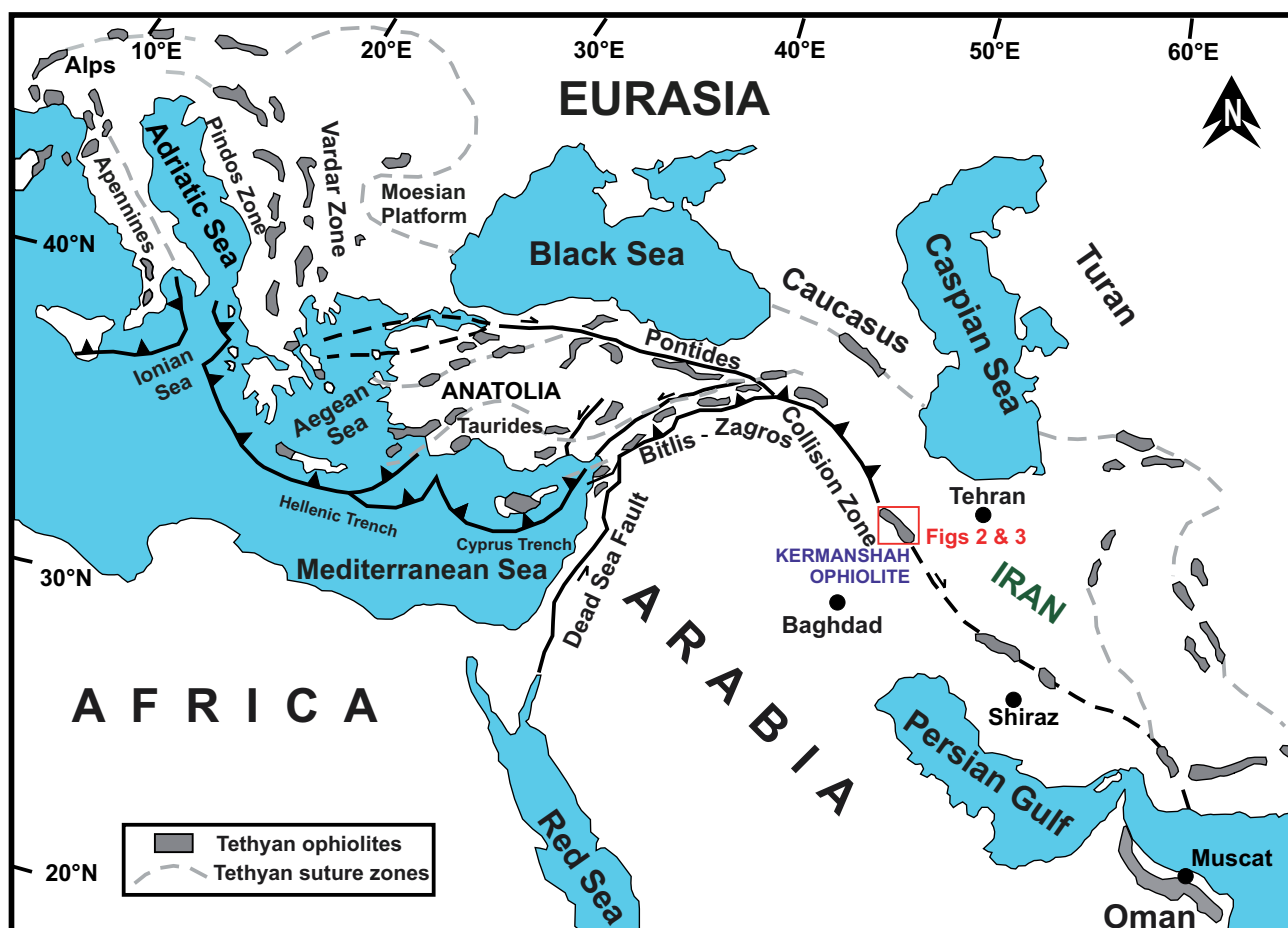 10°E
20°E
30°E
40°E
50°E
60°E
Alps
EURASIA
N
Adriatic Sea
Pindos Zone
Vardar Zone
Apennines
Moesian
Platform
40°N
Black Sea
Caspian Sea
Turan
Caucasus
Pontides
Ionian
Sea
Aegean
Sea
ANATOLIA
Taurides
Bitlis - Zagros
Collision Zone
Tehran
Figs 2 & 3
Hellenic Trench
Cyprus Trench
KERMANSHAH
OPHIOLITE
30°N
Mediterranean Sea
Dead Sea Fault
IRAN
Baghdad
ARABIA
AFRICA
Shiraz
Persian Gulf
Red Sea
Tethyan ophiolites
Tethyan suture zones
20°N
Muscat
Oman